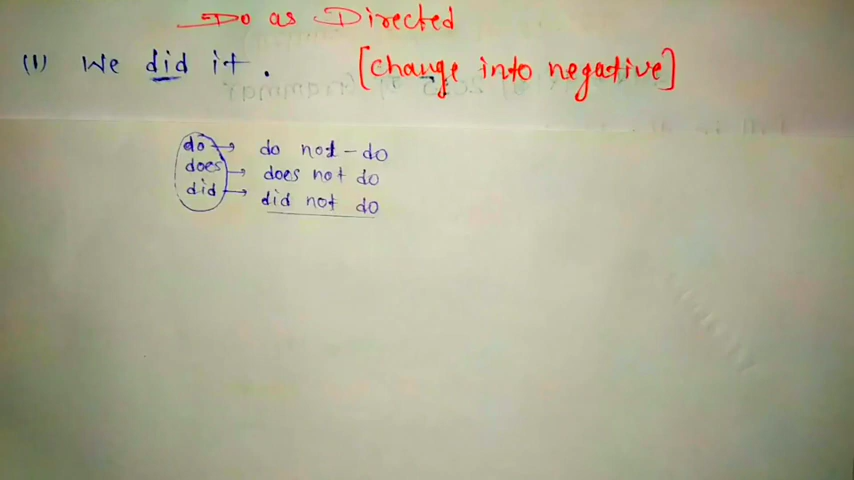 Do as Directed
(1) We did it. [change into negative]
do → do not - do
does → does not do
did → did not do